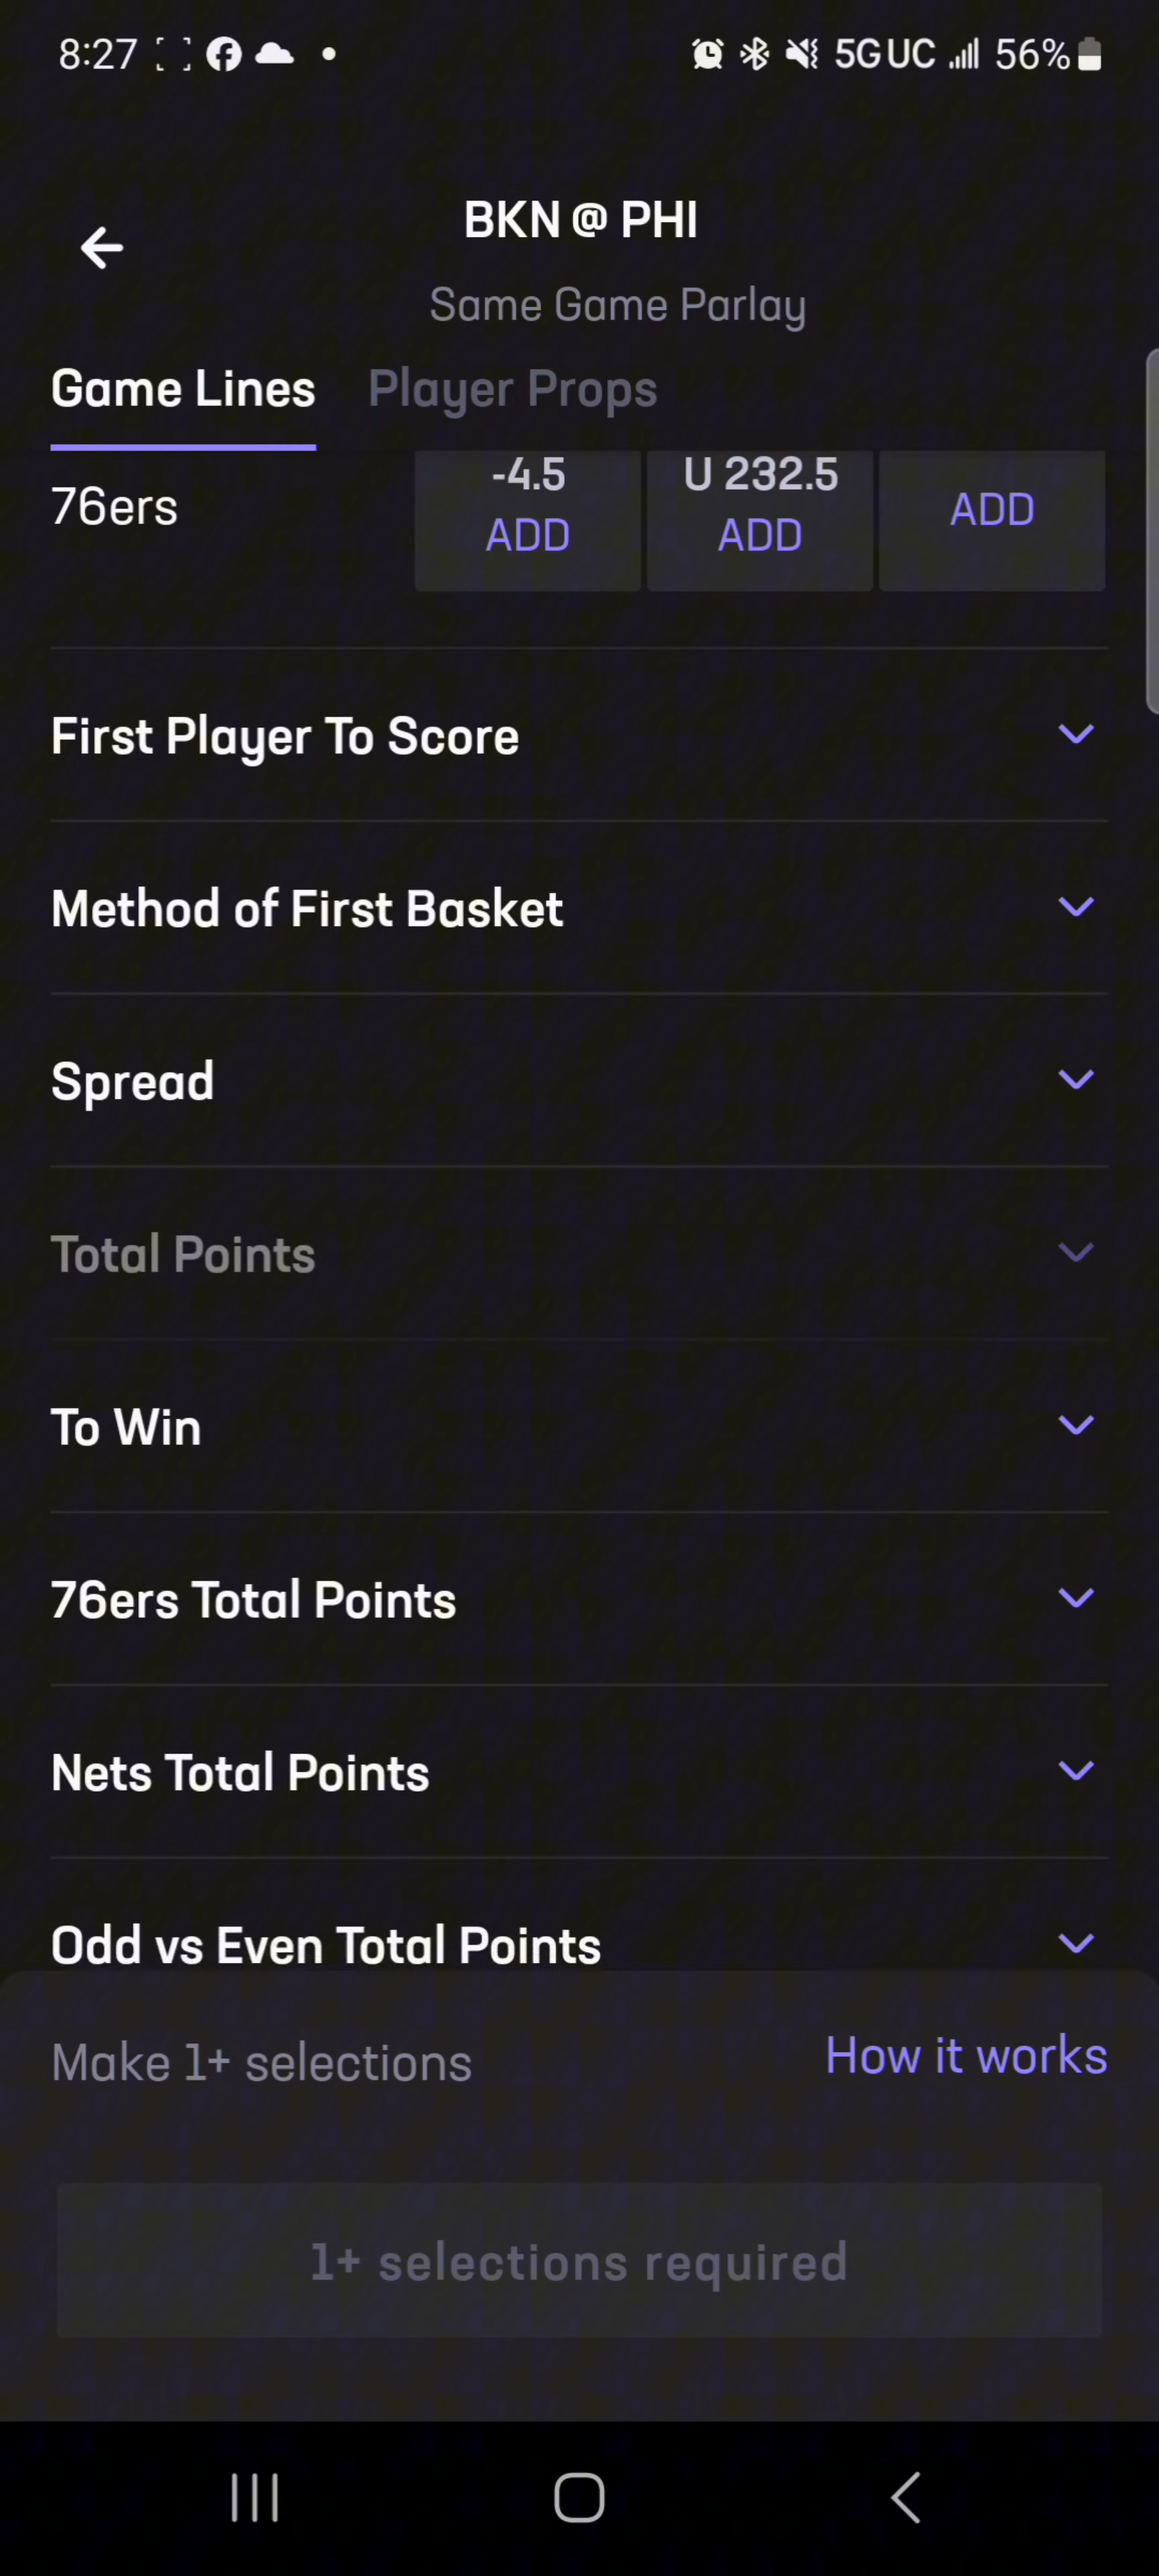 8:27 5G UC 56%
BKN @ PHI
Same Game Parlay
Game Lines Player Props
76ers -4.5 ADD U 232.5 ADD ADD
First Player To Score
Method of First Basket
Spread
Total Points
To Win
76ers Total Points
Nets Total Points
Odd vs Even Total Points
Make 1+ selections How it works
1+ selections required